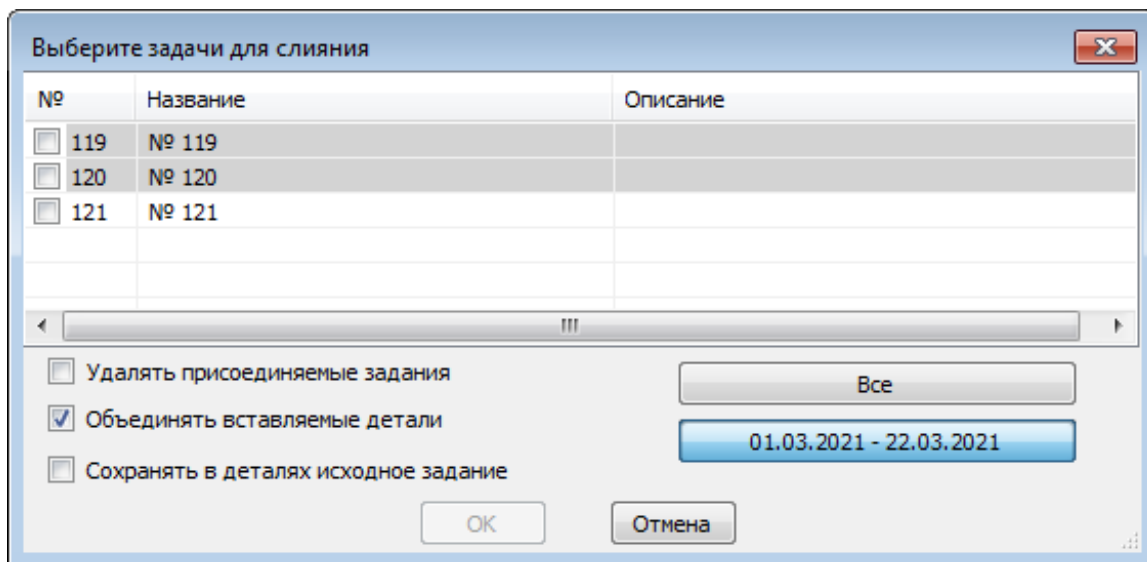 Выберите задачи для слияния
№ Название Описание
119 № 119
120 № 120
121 № 121
Удалять присоединяемые задания
Все
Объединять вставляемые детали
01.03.2021 - 22.03.2021
Сохранять в деталях исходное задание
OK Отмена